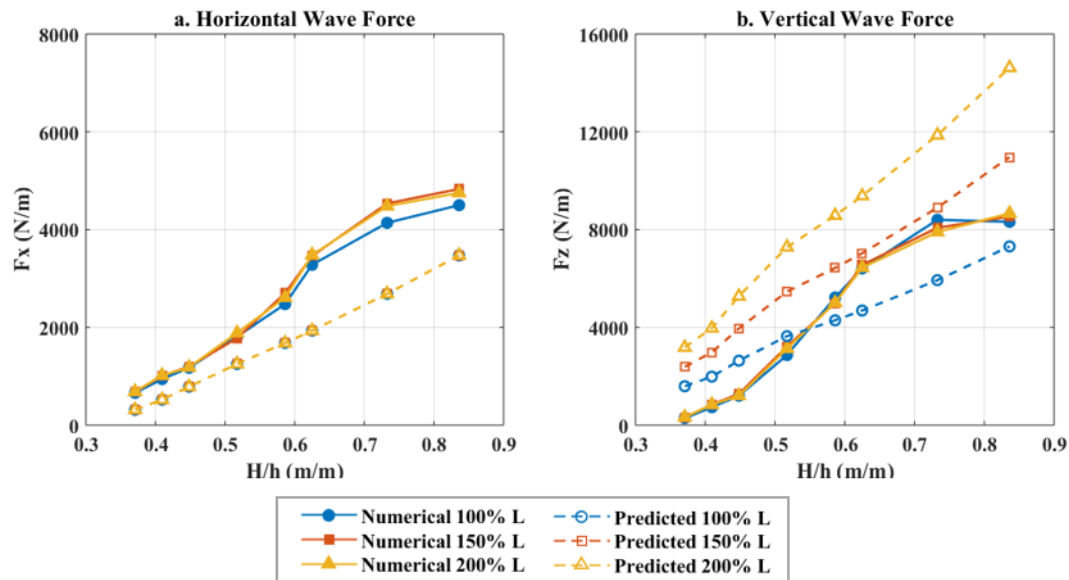 a. Horizontal Wave Force
8000
6000
4000
2000
0
Fx (N/m)
0.3 0.4 0.5 0.6 0.7 0.8 0.9
H/h (m/m)
b. Vertical Wave Force
16000
12000
8000
4000
0
Fz (N/m)
0.3 0.4 0.5 0.6 0.7 0.8 0.9
H/h (m/m)
Numerical 100% L
Numerical 150% L
Numerical 200% L
Predicted 100% L
Predicted 150% L
Predicted 200% L